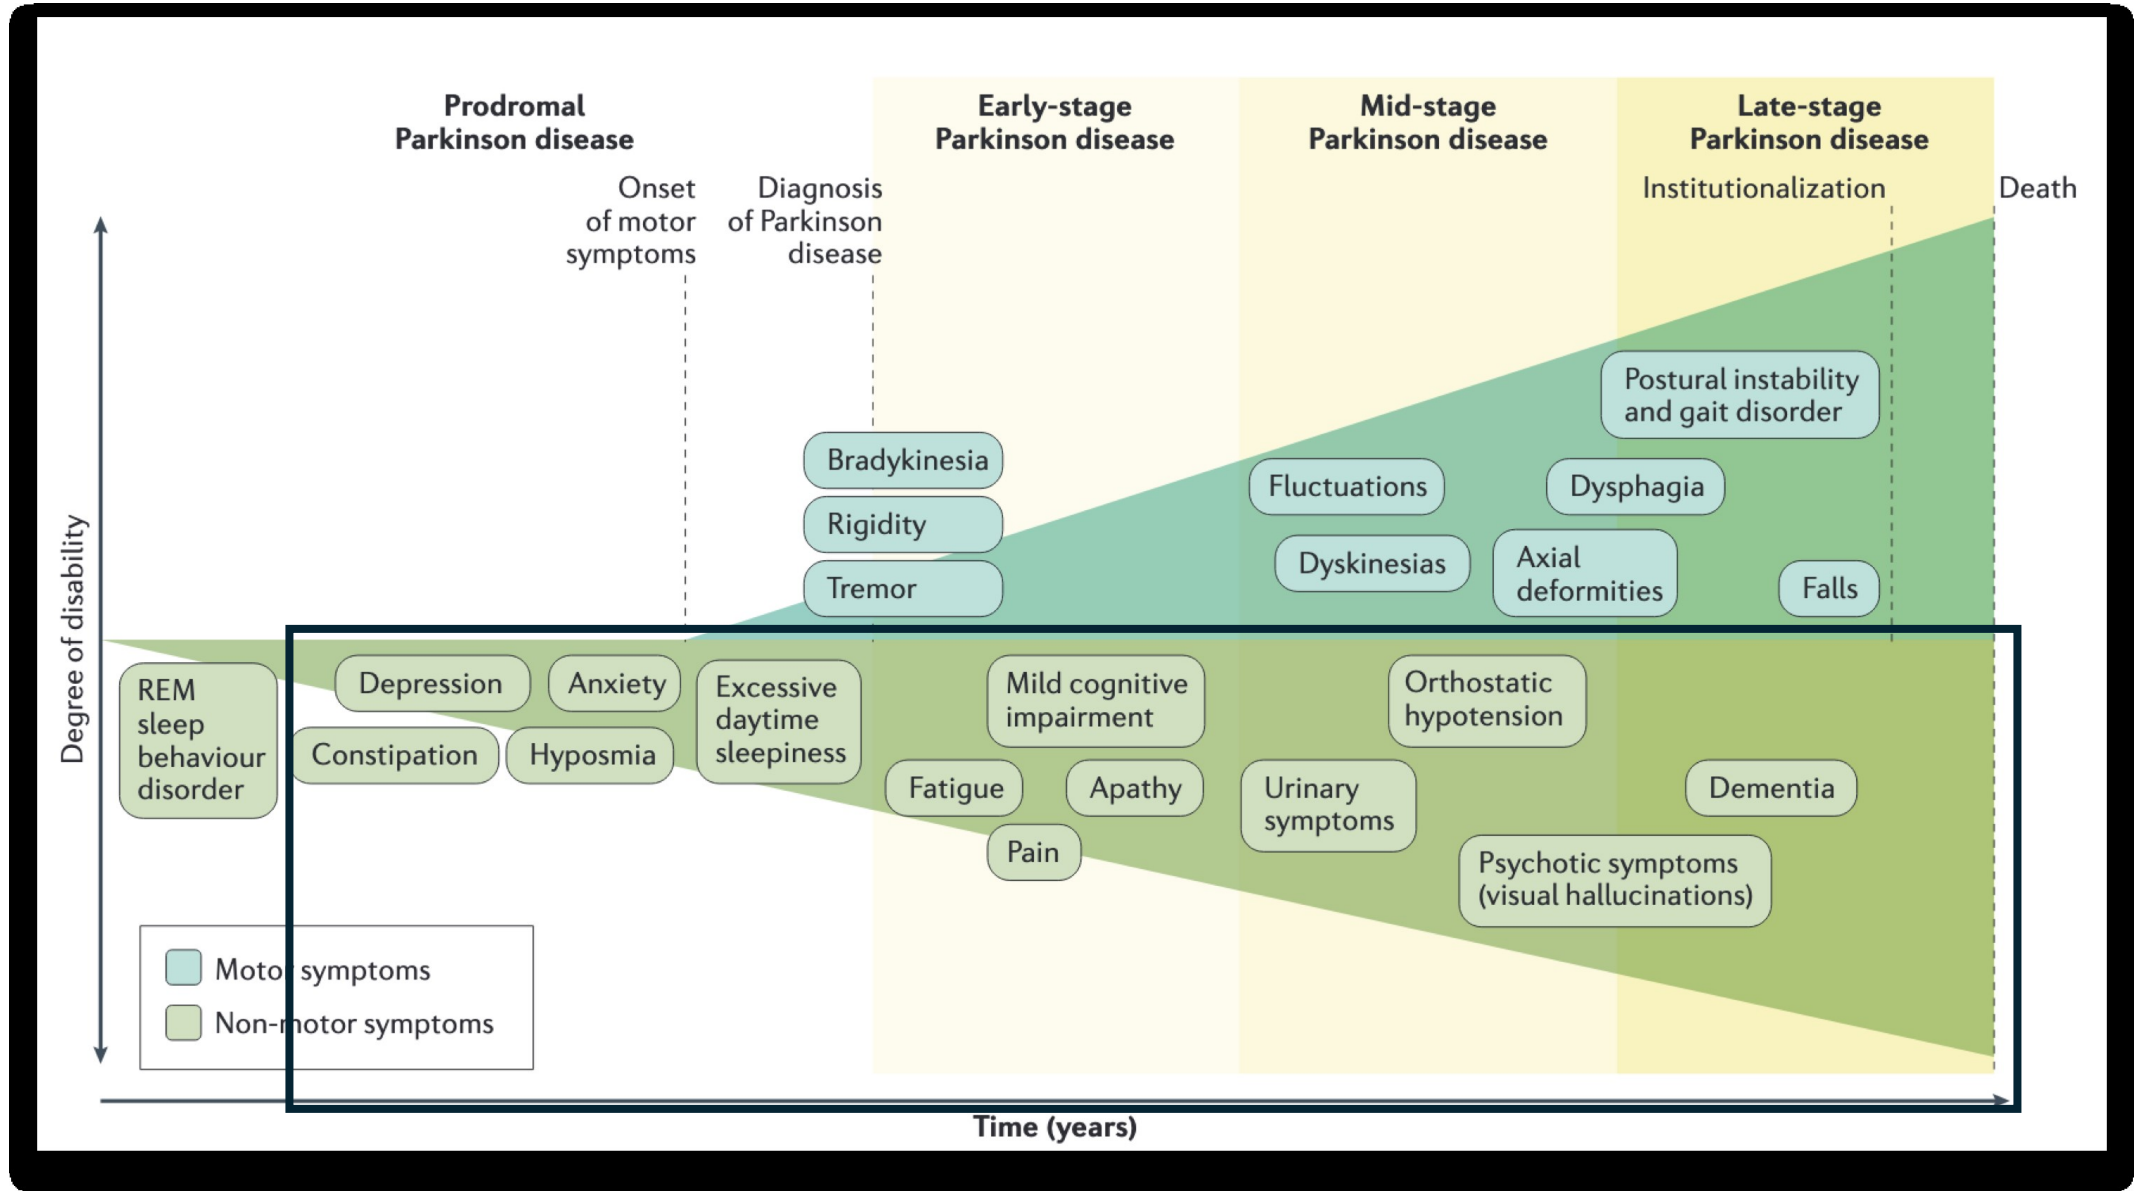 Prodromal
Parkinson disease
Early-stage
Parkinson disease
Mid-stage
Parkinson disease
Late-stage
Parkinson disease
Onset
of motor
symptoms
Diagnosis
of Parkinson
disease
Institutionalization
Death
Degree of disability
Postural instability
and gait disorder
Bradykinesia
Rigidity
Tremor
Fluctuations
Dysphagia
Dyskinesias
Axial
deformities
Falls
REM
sleep
behaviour
disorder
Depression
Anxiety
Constipation
Hyposmia
Excessive
daytime
sleepiness
Mild cognitive
impairment
Fatigue
Apathy
Pain
Orthostatic
hypotension
Urinary
symptoms
Dementia
Psychotic symptoms
(visual hallucinations)
Motor symptoms
Non-motor symptoms
Time (years)